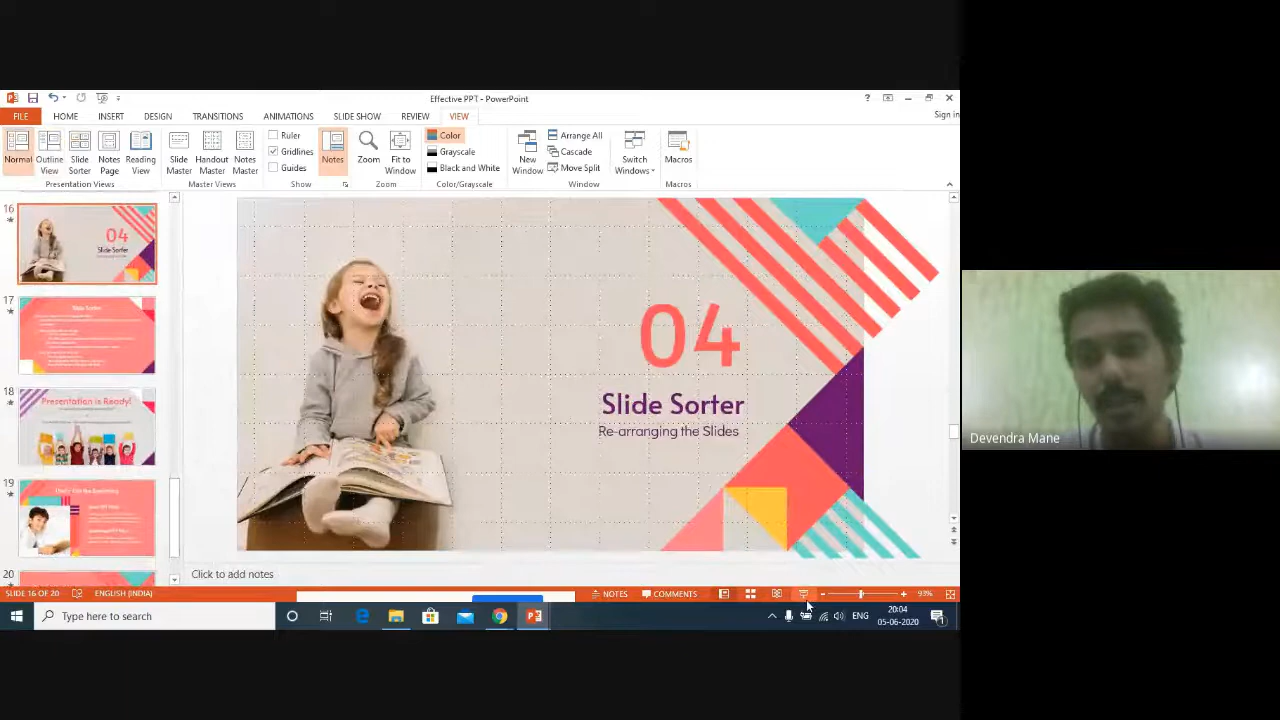 Effective PPT - PowerPoint
FILE HOME INSERT DESIGN TRANSITIONS ANIMATIONS SLIDE SHOW REVIEW VIEW Sign in
Normal Outline View Slide Sorter Notes Page Reading View
Presentation Views
Slide Master Handout Master Notes Master
Master Views
Ruler
Gridlines
Guides
Show
Notes
Zoom Fit to Window
Zoom
Color
Grayscale
Black and White
Color/Grayscale
New Window
Arrange All
Cascade
Move Split
Window
Switch Windows
Macros
Macros
16
04
Slide Sorter
17
Slide Sorter
18
Presentation is Ready!
19
20
04
Slide Sorter
Re-arranging the Slides
Click to add notes
SLIDE 16 OF 20 ENGLISH (INDIA) NOTES COMMENTS 93%
Type here to search
ENG
20:04
05-06-2020
Devendra Mane